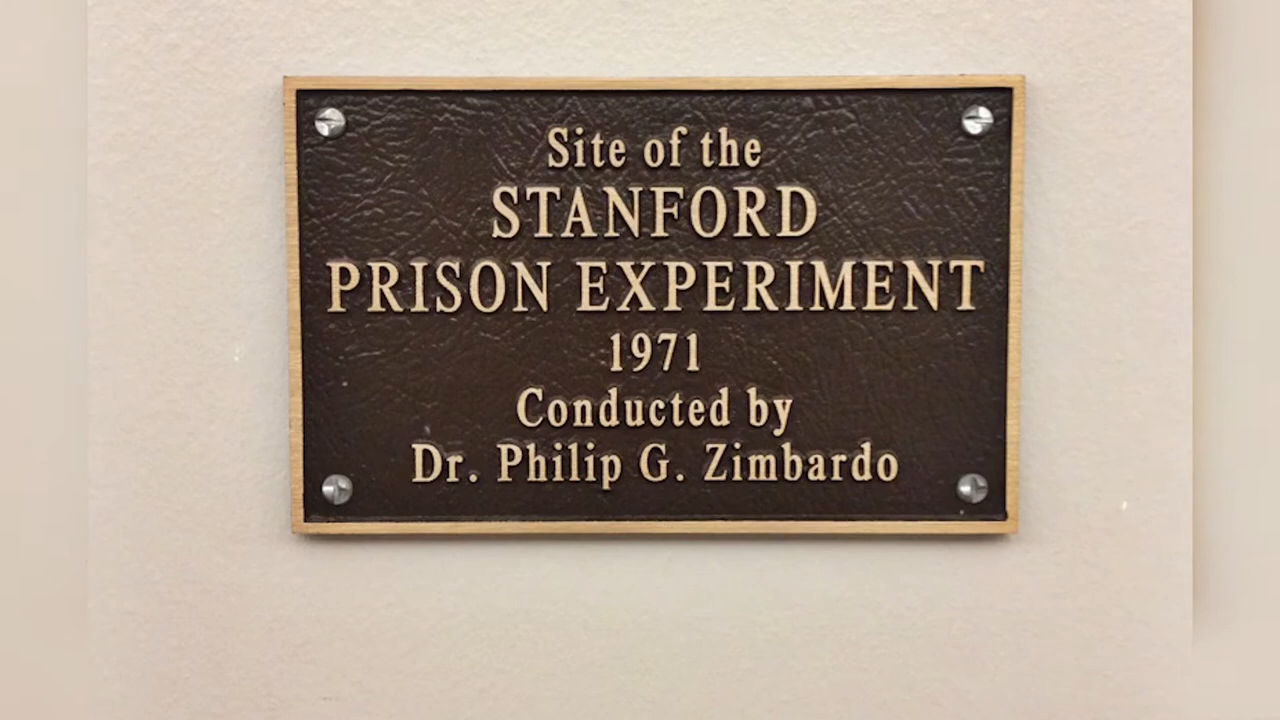 Site of the
STANFORD
PRISON EXPERIMENT
1971
Conducted by
Dr. Philip G. Zimbardo